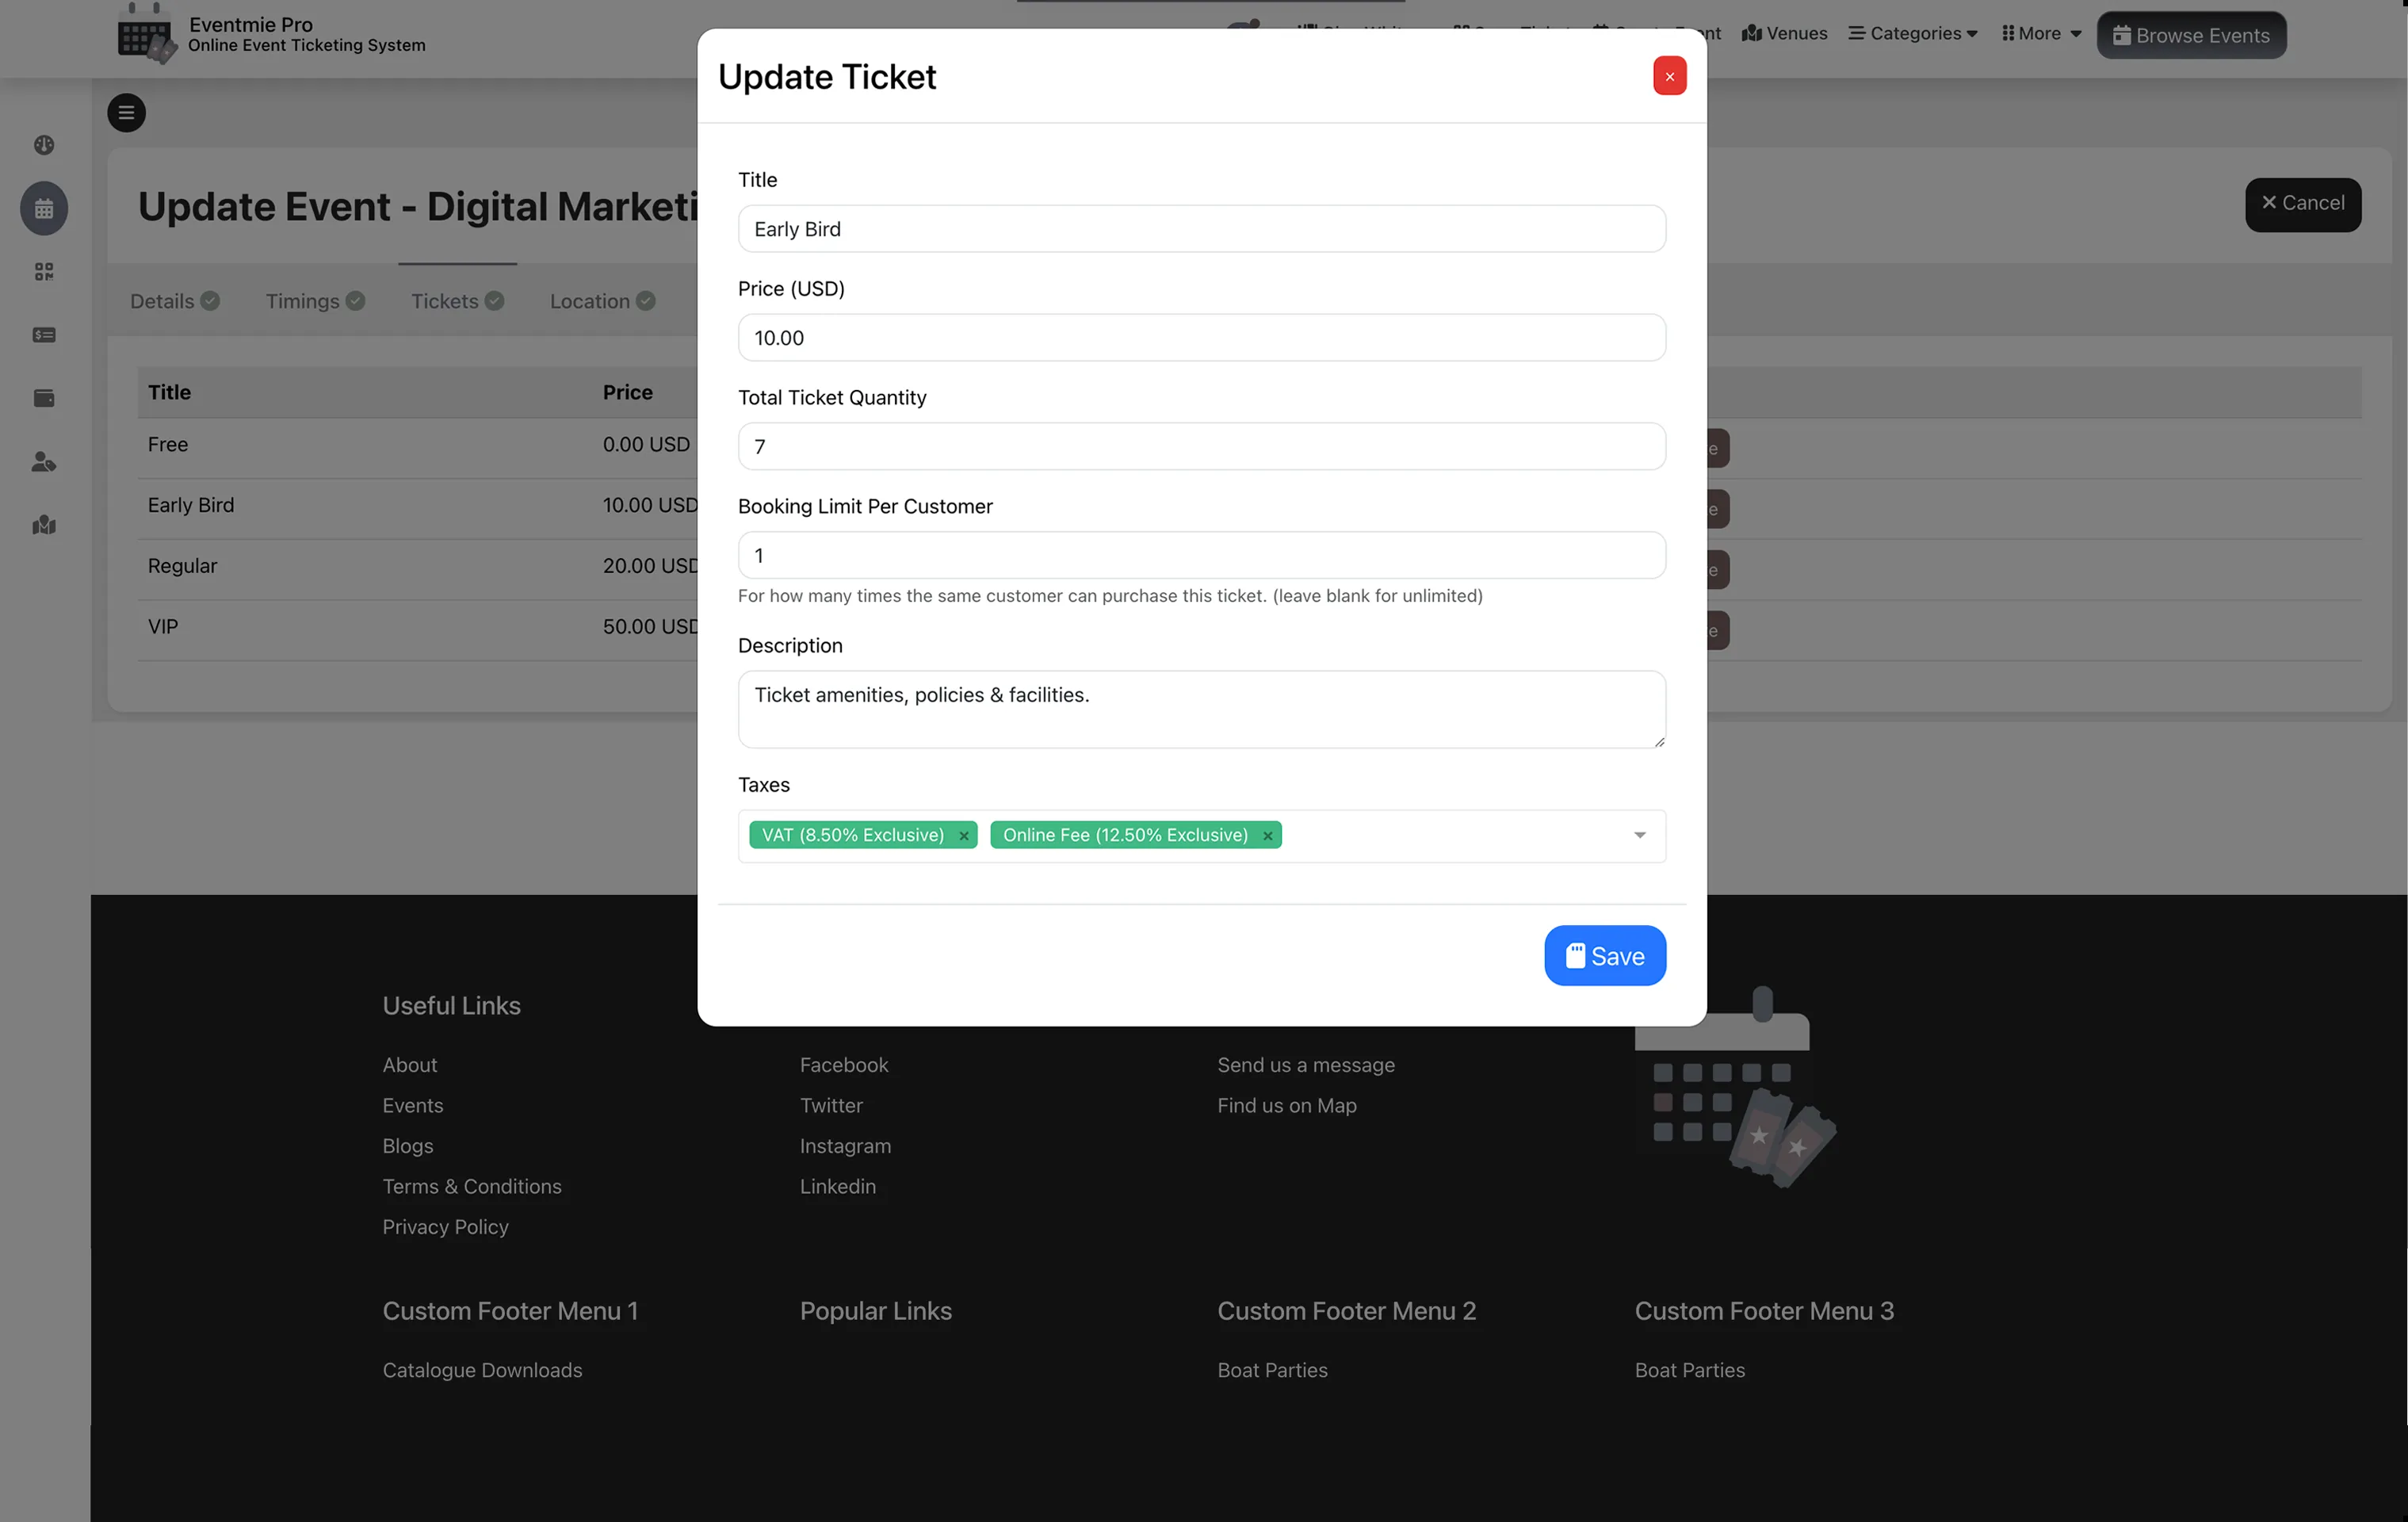 Eventmie Pro
Online Event Ticketing System
Venues
Categories
More
Browse Events
Update Ticket
×
Update Event - Digital Marketi
Cancel
Details
Timings
Tickets
Location
Title
Price
Free
0.00 USD
Early Bird
10.00 USD
Regular
20.00 USD
VIP
50.00 USD
Title
Early Bird
Price (USD)
10.00
Total Ticket Quantity
7
Booking Limit Per Customer
1
For how many times the same customer can purchase this ticket. (leave blank for unlimited)
Description
Ticket amenities, policies & facilities.
Taxes
VAT (8.50% Exclusive) ×
Online Fee (12.50% Exclusive) ×
Save
Useful Links
About
Events
Blogs
Terms & Conditions
Privacy Policy
Facebook
Twitter
Instagram
Linkedin
Send us a message
Find us on Map
Custom Footer Menu 1
Catalogue Downloads
Popular Links
Custom Footer Menu 2
Boat Parties
Custom Footer Menu 3
Boat Parties